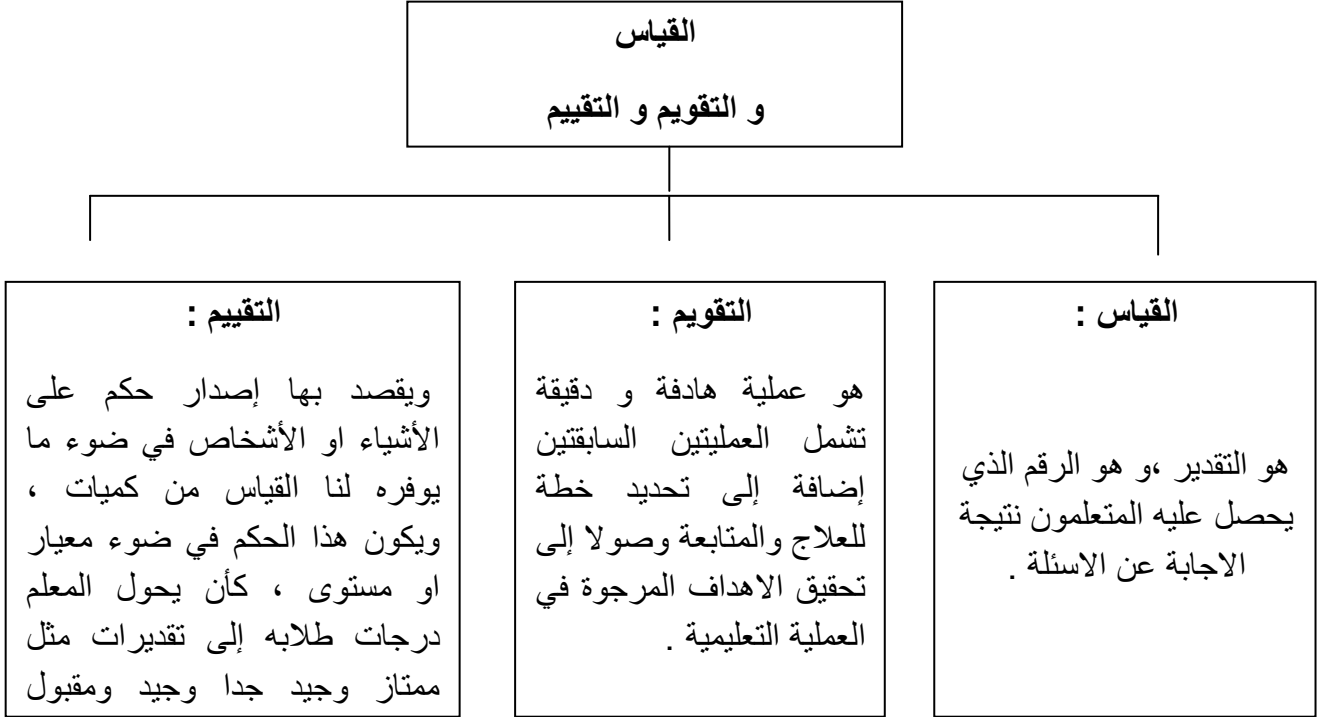 القياس
و التقويم و التقييم
القياس :
هو التقدير ،و هو الرقم الذي
يحصل عليه المتعلمون نتيجة
الاجابة عن الاسئلة .
التقويم :
هو عملية هادفة و دقيقة
تشمل العمليتين السابقتين
إضافة إلى تحديد خطة
للعلاج والمتابعة وصولا إلى
تحقيق الاهداف المرجوة في
العملية التعليمية .
التقييم :
ويقصد بها إصدار حكم على
الأشياء او الأشخاص في ضوء ما
يوفره لنا القياس من كميات ،
ويكون هذا الحكم في ضوء معيار
او مستوى ، كأن يحول المعلم
درجات طلابه إلى تقديرات مثل
ممتاز وجيد جدا وجيد ومقبول